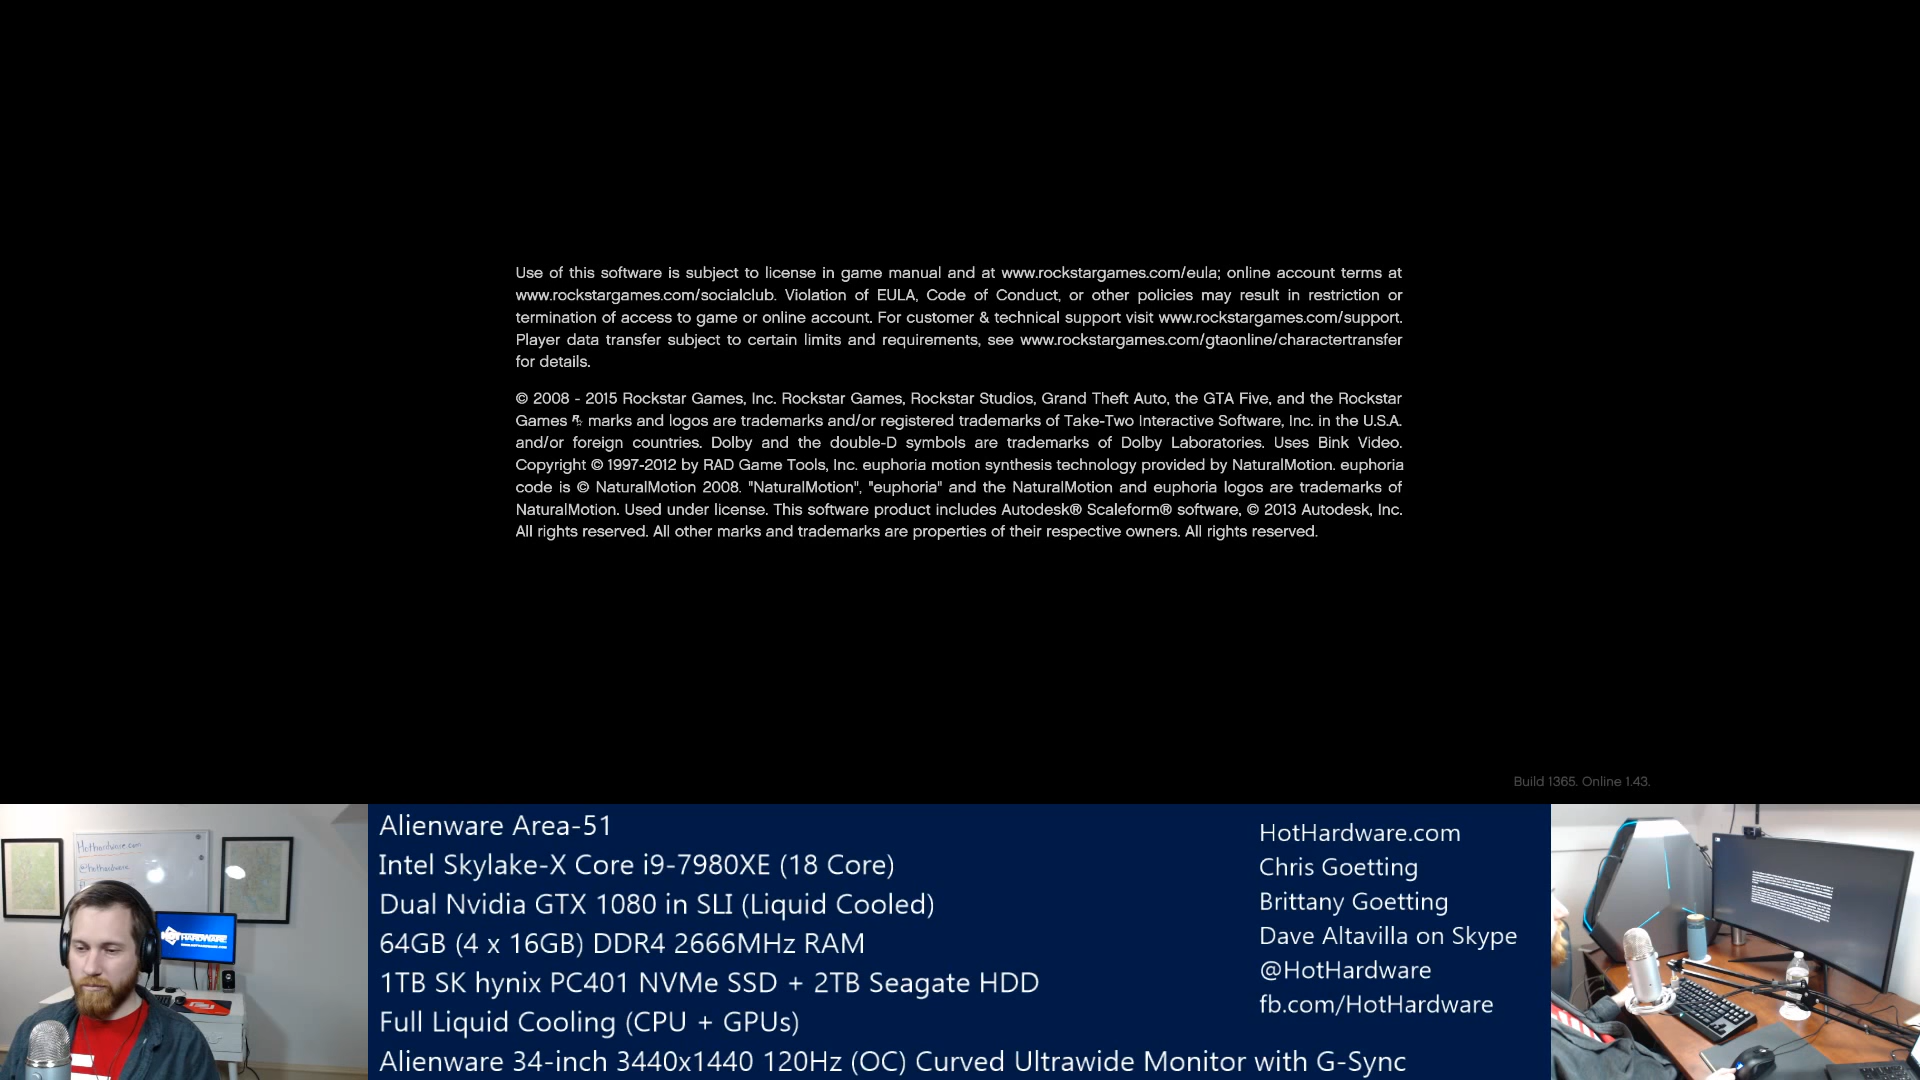 Use of this software is subject to license in game manual and at www.rockstargames.com/eula; online account terms at
www.rockstargames.com/socialclub. Violation of EULA, Code of Conduct, or other policies may result in restriction or
termination of access to game or online account. For customer & technical support visit www.rockstargames.com/support.
Player data transfer subject to certain limits and requirements, see www.rockstargames.com/gtaonline/charactertransfer
for details.
© 2008 - 2015 Rockstar Games, Inc. Rockstar Games, Rockstar Studios, Grand Theft Auto, the GTA Five, and the Rockstar
Games R* marks and logos are trademarks and/or registered trademarks of Take-Two Interactive Software, Inc. in the U.S.A.
and/or foreign countries. Dolby and the double-D symbols are trademarks of Dolby Laboratories. Uses Bink Video.
Copyright © 1997-2012 by RAD Game Tools, Inc. euphoria motion synthesis technology provided by NaturalMotion. euphoria
code is © NaturalMotion 2008. "NaturalMotion", "euphoria" and the NaturalMotion and euphoria logos are trademarks of
NaturalMotion. Used under license. This software product includes Autodesk® Scaleform® software, © 2013 Autodesk, Inc.
All rights reserved. All other marks and trademarks are properties of their respective owners. All rights reserved.
Build 1365. Online 1.43.
Hothardware.com
@hothardware
HOTHARDWARE
Alienware Area-51
Intel Skylake-X Core i9-7980XE (18 Core)
Dual Nvidia GTX 1080 in SLI (Liquid Cooled)
64GB (4 x 16GB) DDR4 2666MHz RAM
1TB SK hynix PC401 NVMe SSD + 2TB Seagate HDD
Full Liquid Cooling (CPU + GPUs)
Alienware 34-inch 3440x1440 120Hz (OC) Curved Ultrawide Monitor with G-Sync
HotHardware.com
Chris Goetting
Brittany Goetting
Dave Altavilla on Skype
@HotHardware
fb.com/HotHardware